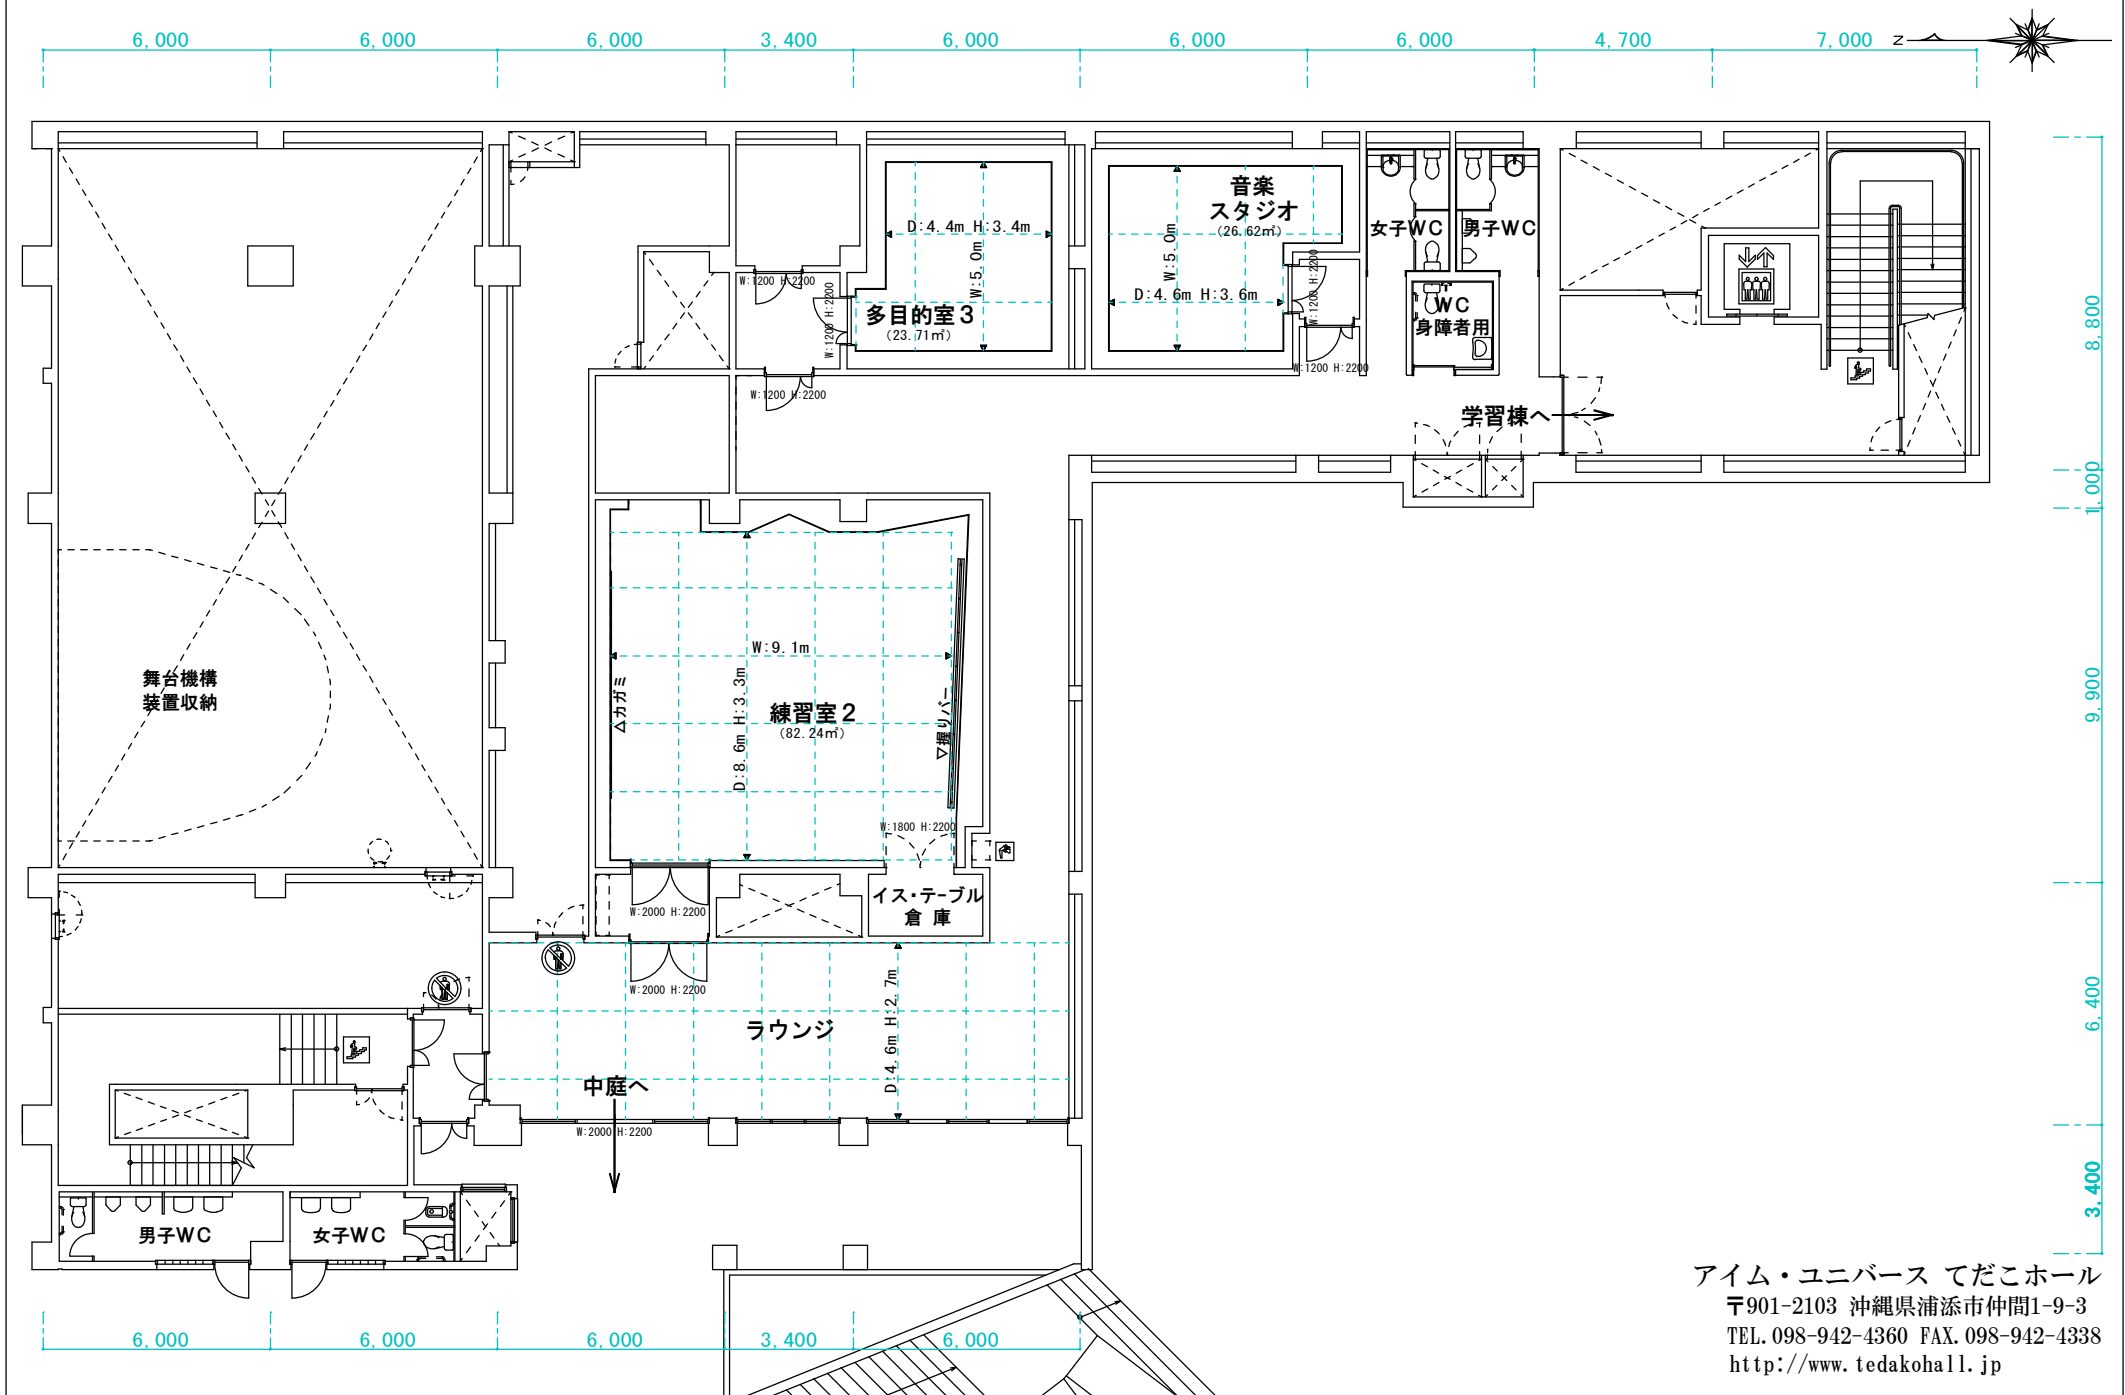 6,000 6,000 6,000 3,400 6,000 6,000 6,000 4,700 7,000 N
音楽
スタジオ
(26.62㎡)
D:4.4m H:3.4m
W:5.0m
多目的室3
(23.71㎡)
W:1200 H:2200
W:1200 H:2200
W:1200 H:2200
W:5.0m
D:4.6m H:3.6m
W:1200 H:2200
W:1200 H:2200
女子WC
男子WC
WC
身障者用
学習棟へ
8,800
1,000
9,900
6,400
3,400
舞台機構
装置収納
W:9.1m
D:8.6m H:3.3m
△カガミ
練習室2
(82.24㎡)
▽握りバー
W:1800 H:2200
イス・テーブル
倉 庫
W:2000 H:2200
W:2000 H:2200
ラウンジ
D:4.6m H:2.7m
中庭へ
W:2000 H:2200
男子WC
女子WC
6,000 6,000 6,000 3,400 6,000
アイム・ユニバース てだこホール
〒901-2103 沖縄県浦添市仲間1-9-3
TEL.098-942-4360 FAX.098-942-4338
http://www.tedakohall.jp